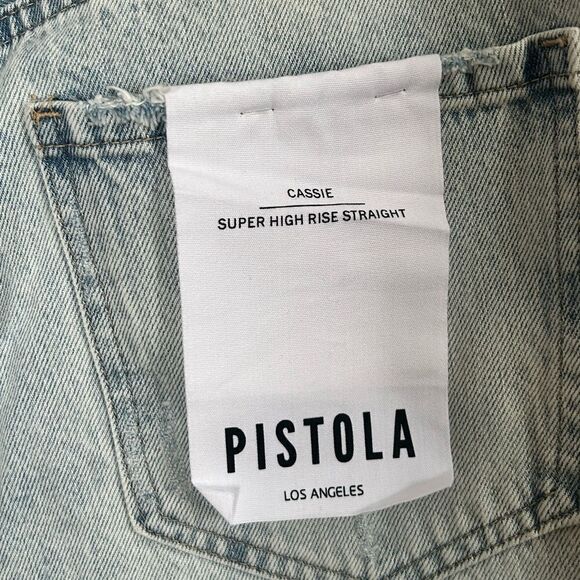 CASSIE
SUPER HIGH RISE STRAIGHT
PISTOLA
LOS ANGELES